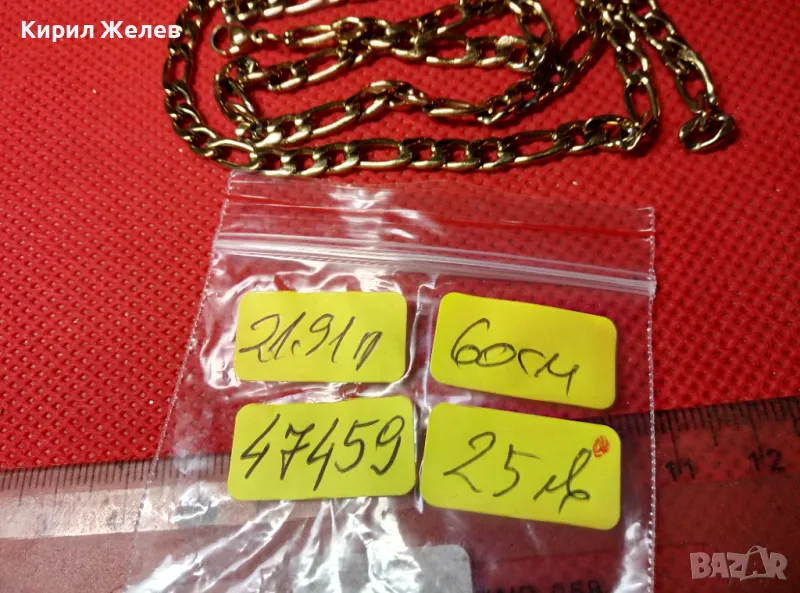 Кирил Желев
21.91г
60см
47459
25лв
11
12
BAZAR